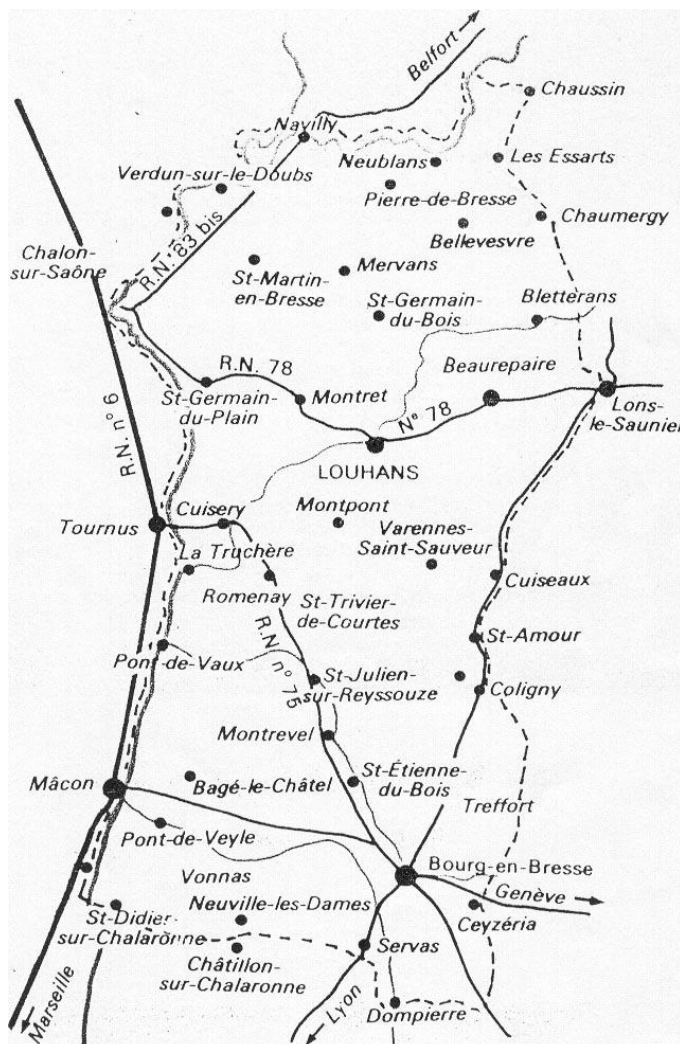 Belfort
Chaussin
Navilly
Neublans
Les Essarts
Verdun-sur-le-Doubs
Pierre-de-Bresse
Chaumergy
Bellevesvre
Chalon-
sur-Saône
R.N. 83 bis
St-Martin
en-Bresse
Mervans
St-Germain-
du-Bois
Bletterans
R.N. 78
Beaurepaire
St-Germain-
du-Plain
Montret
N° 78
Lons-
le-Saunier
R.N. n° 6
LOUHANS
Cuisery
Montpont
Tournus
Varennes-
Saint-Sauveur
La Truchère
Cuiseaux
Romenay
St-Trivier-
de-Courtes
St-Amour
R.N. n° 75
Pont-de-Vaux
St-Julien-
sur-Reyssouze
Coligny
Montrevel
Mâcon
Bagé-le-Châtel
St-Étienne-
du-Bois
Treffort
Pont-de-Veyle
Bourg-en-Bresse
Vonnas
Genève
Neuville-les-Dames
St-Didier-
sur-Chalarônne
Ceyzéria
Servas
Châtillon-
sur-Chalaronne
Marseille
Lyon
Dompierre